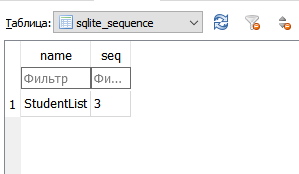 Таблица: sqlite_sequence
name seq
Фильтр Фи...
1 StudentList 3